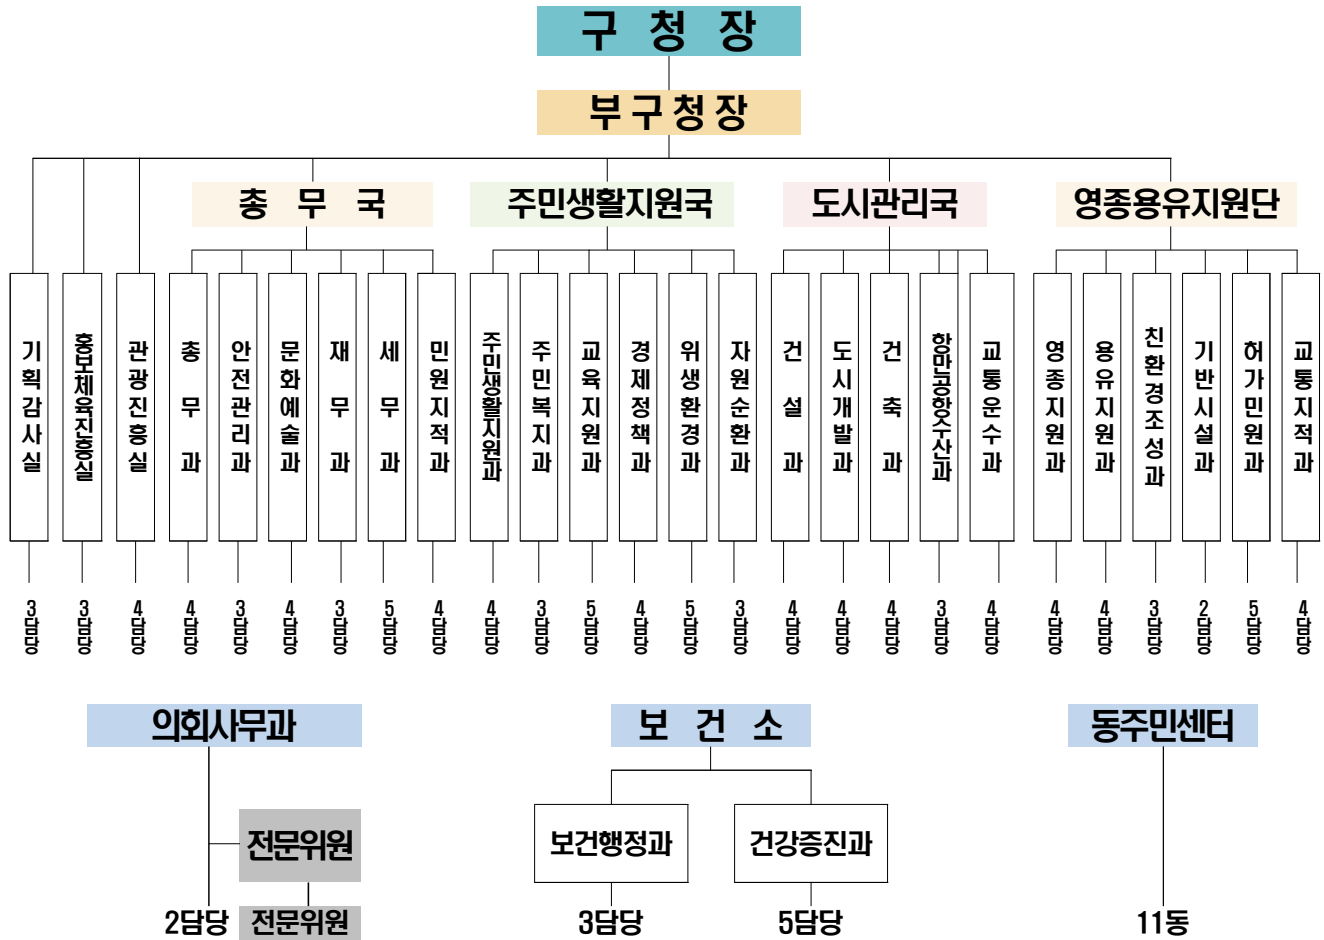 구 청 장
부구청장
총 무 국
주민생활지원국
도시관리국
영종용유지원단
기획감사실
홍보체육진흥실
관광진흥실
총무과
안전관리과
문화예술과
재무과
세무과
민원지적과
주민생활지원과
주민복지과
교육지원과
경제정책과
위생환경과
자원순환과
건설과
도시개발과
건축과
항만공항수산과
교통운수과
영종지원과
용유지원과
친환경조성과
기반시설과
허가민원과
교통지적과
3담당
3담당
4담당
4담당
3담당
4담당
3담당
5담당
4담당
4담당
3담당
5담당
4담당
5담당
3담당
4담당
4담당
4담당
3담당
4담당
4담당
4담당
3담당
2담당
5담당
4담당
의회사무과
보 건 소
동주민센터
전문위원
보건행정과
건강증진과
2담당
전문위원
3담당
5담당
11동